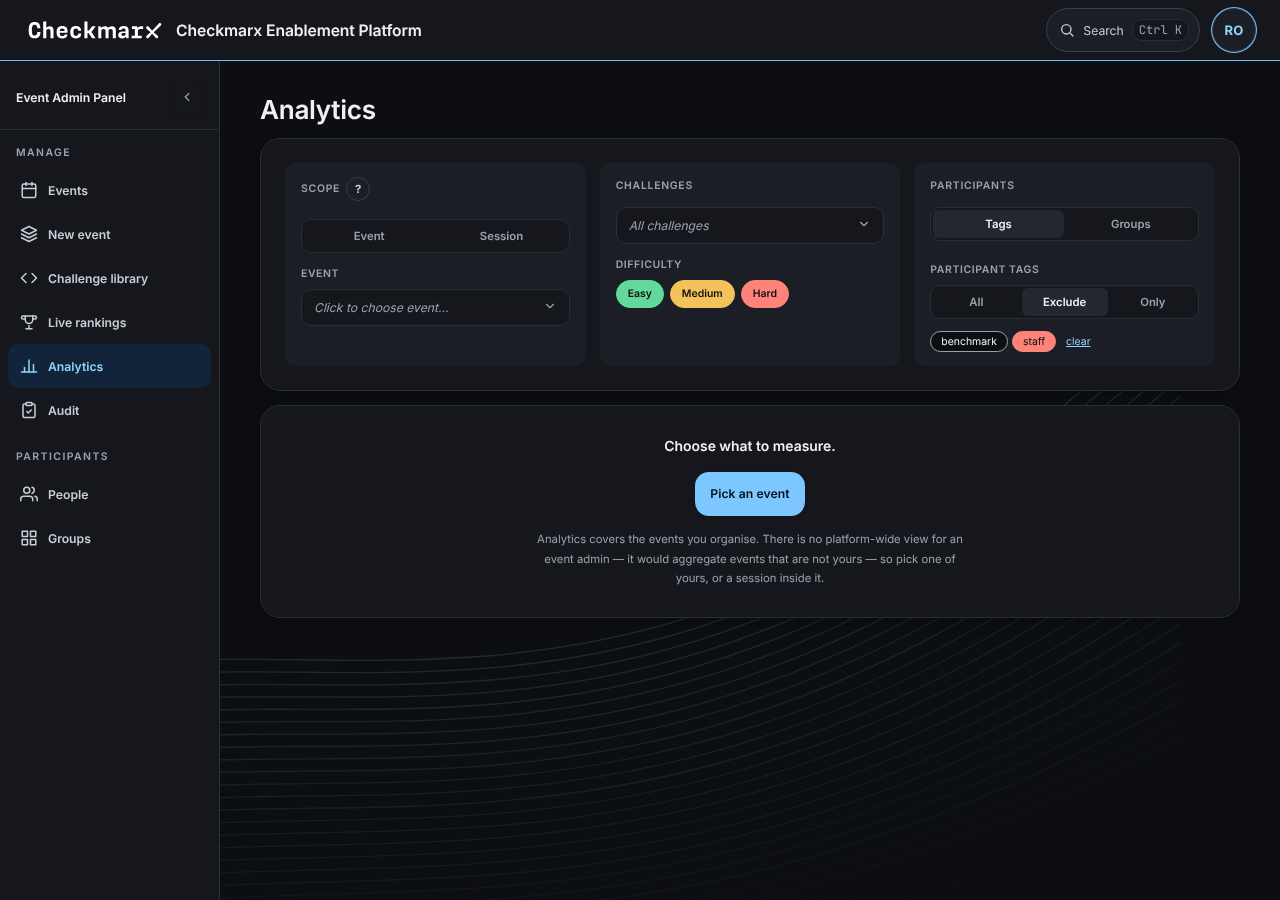 Checkmarx Checkmarx Enablement Platform
Search Ctrl K
RO
Event Admin Panel
MANAGE
Events
New event
Challenge library
Live rankings
Analytics
Audit
PARTICIPANTS
People
Groups
Analytics
SCOPE ?
Event Session
EVENT
Click to choose event...
CHALLENGES
All challenges
DIFFICULTY
Easy Medium Hard
PARTICIPANTS
Tags Groups
PARTICIPANT TAGS
All Exclude Only
benchmark staff clear
Choose what to measure.
Pick an event
Analytics covers the events you organise. There is no platform-wide view for an
event admin — it would aggregate events that are not yours — so pick one of
yours, or a session inside it.